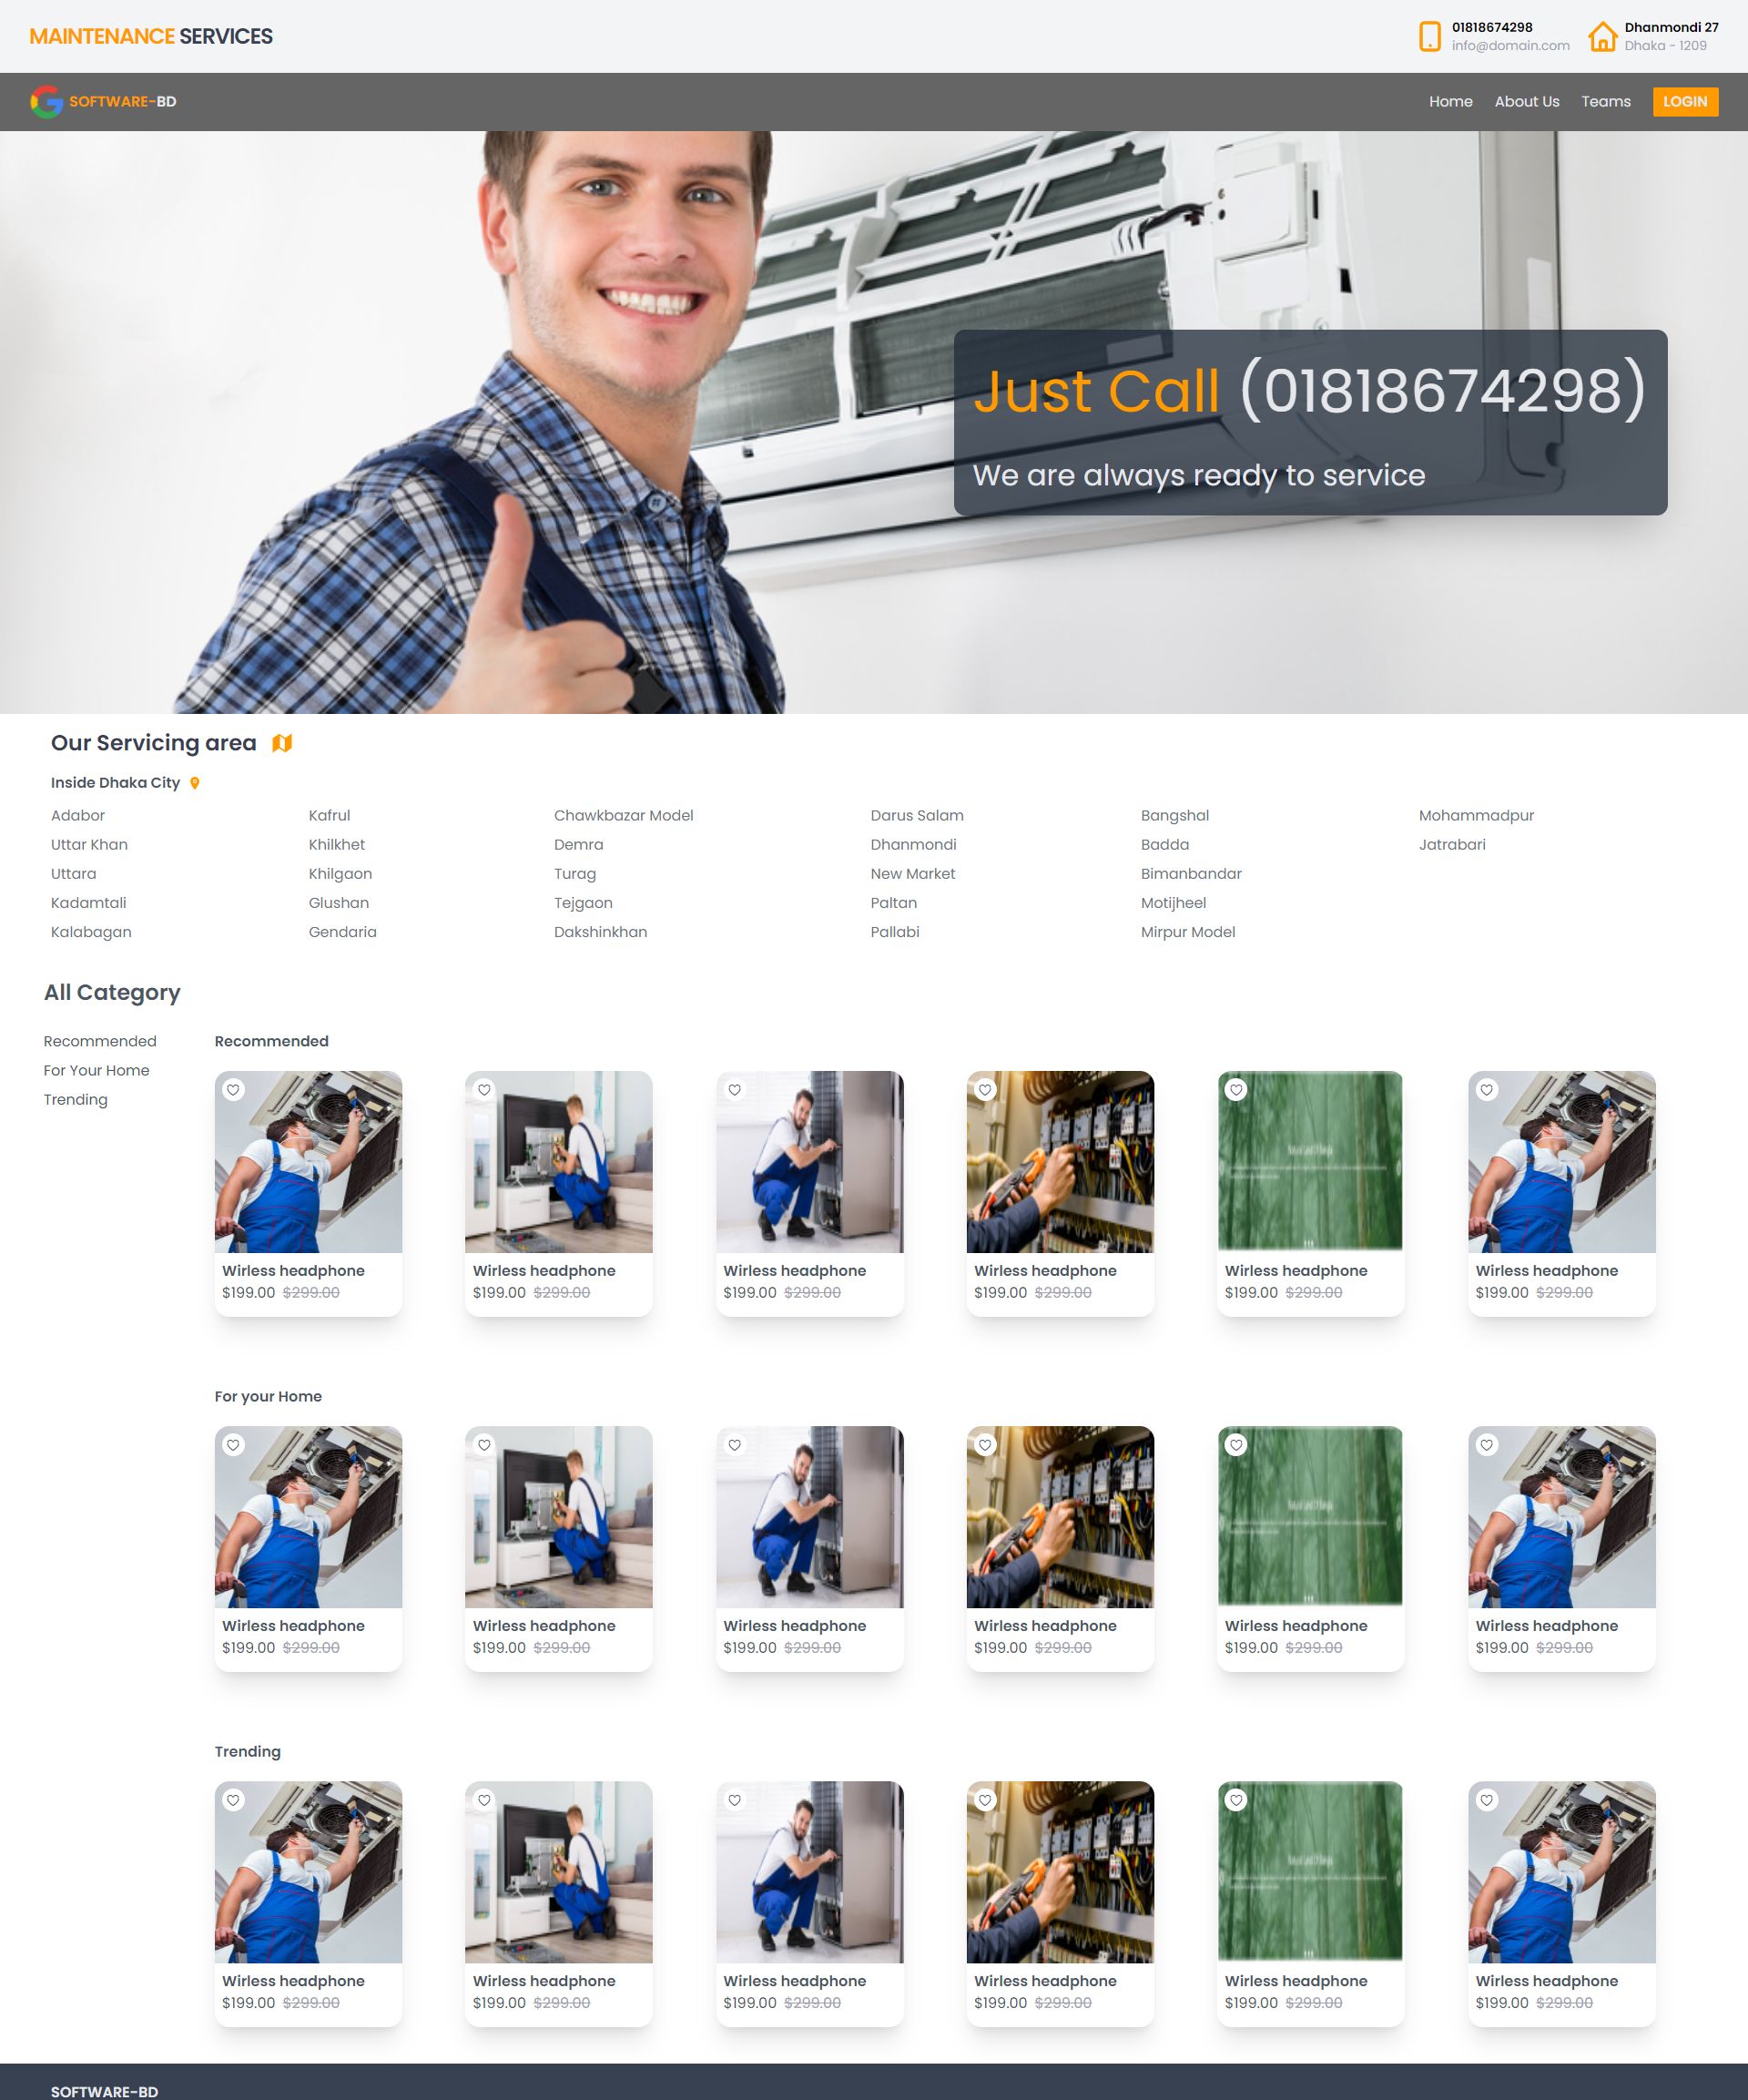 MAINTENANCE SERVICES
01818674298
info@domain.com
Dhanmondi 27
Dhaka - 1209
SOFTWARE-BD
Home About Us Teams LOGIN
Just Call (01818674298)
We are always ready to service
Our Servicing area
Inside Dhaka City
Adabor Kafrul Chawkbazar Model Darus Salam Bangshal Mohammadpur
Uttar Khan Khilkhet Demra Dhanmondi Badda Jatrabari
Uttara Khilgaon Turag New Market Bimanbandar
Kadamtali Glushan Tejgaon Paltan Motijheel
Kalabagan Gendaria Dakshinkhan Pallabi Mirpur Model
All Category
Recommended
For Your Home
Trending
Recommended
Wirless headphone Wirless headphone Wirless headphone Wirless headphone Wirless headphone Wirless headphone
$199.00 $299.00 $199.00 $299.00 $199.00 $299.00 $199.00 $299.00 $199.00 $299.00 $199.00 $299.00
For your Home
Wirless headphone Wirless headphone Wirless headphone Wirless headphone Wirless headphone Wirless headphone
$199.00 $299.00 $199.00 $299.00 $199.00 $299.00 $199.00 $299.00 $199.00 $299.00 $199.00 $299.00
Trending
Wirless headphone Wirless headphone Wirless headphone Wirless headphone Wirless headphone Wirless headphone
$199.00 $299.00 $199.00 $299.00 $199.00 $299.00 $199.00 $299.00 $199.00 $299.00 $199.00 $299.00
SOFTWARE-BD